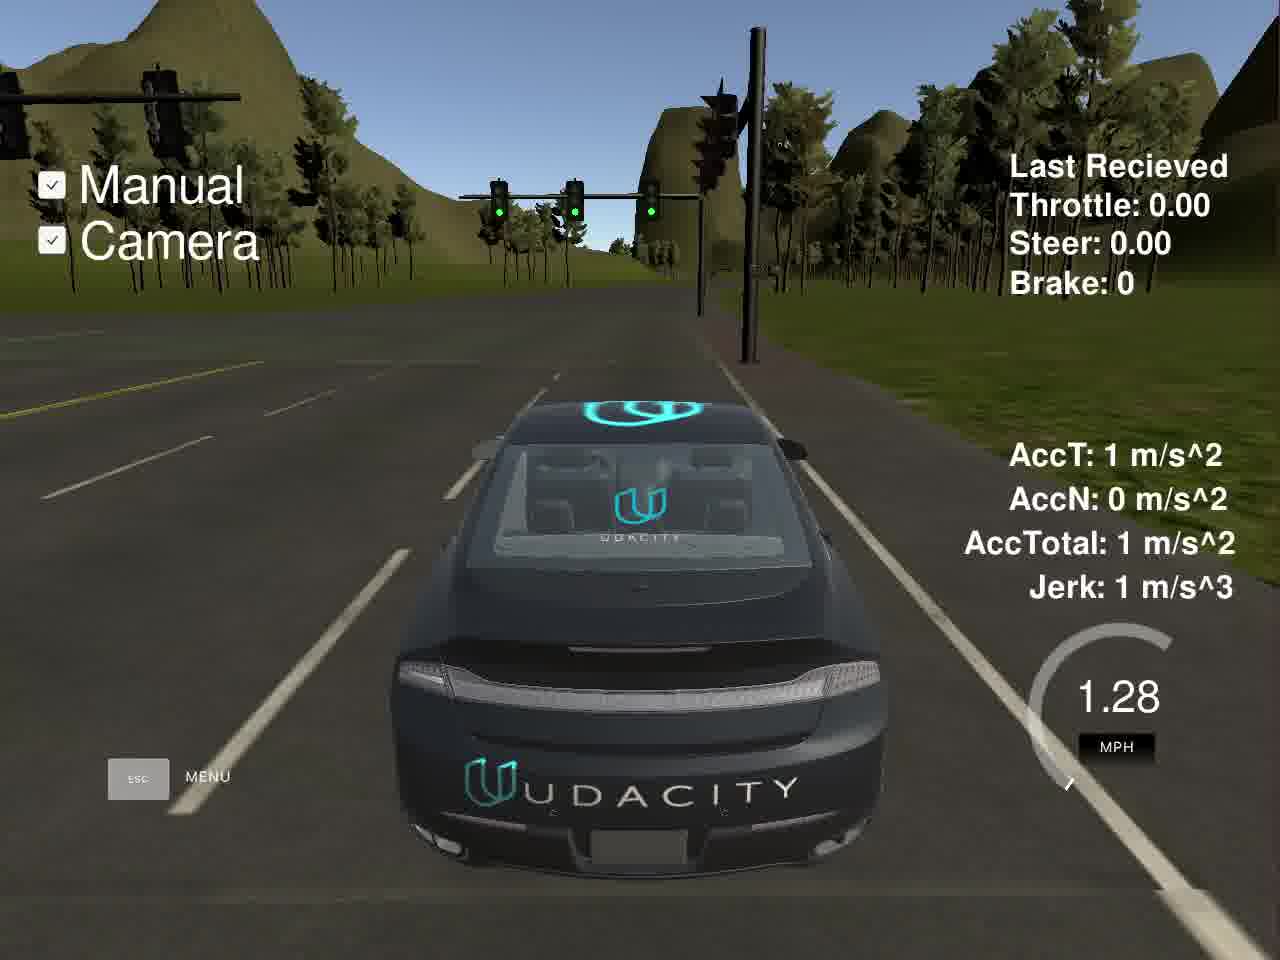 Manual
Camera
Last Recieved
Throttle: 0.00
Steer: 0.00
Brake: 0
AccT: 1 m/s^2
AccN: 0 m/s^2
AccTotal: 1 m/s^2
Jerk: 1 m/s^3
UDACITY
1.28
MPH
ESC
MENU
UDACITY